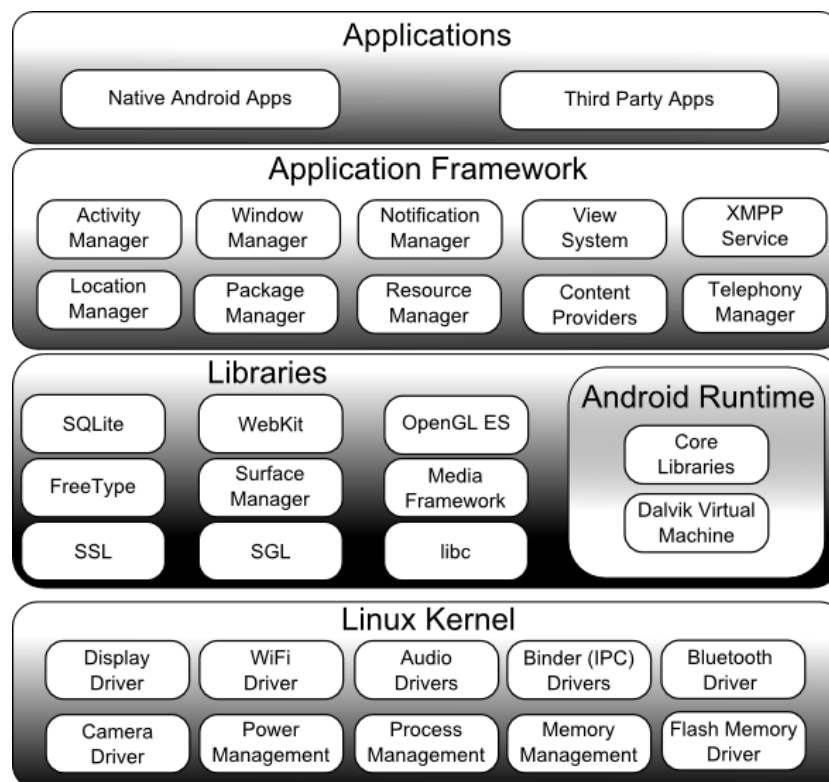 Applications
Native Android Apps
Third Party Apps
Application Framework
Activity
Manager
Window
Manager
Notification
Manager
View
System
XMPP
Service
Location
Manager
Package
Manager
Resource
Manager
Content
Providers
Telephony
Manager
Libraries
SQLite
WebKit
OpenGL ES
FreeType
Surface
Manager
Media
Framework
SSL
SGL
libc
Android Runtime
Core
Libraries
Dalvik Virtual
Machine
Linux Kernel
Display
Driver
WiFi
Driver
Audio
Drivers
Binder (IPC)
Drivers
Bluetooth
Driver
Camera
Driver
Power
Management
Process
Management
Memory
Management
Flash Memory
Driver